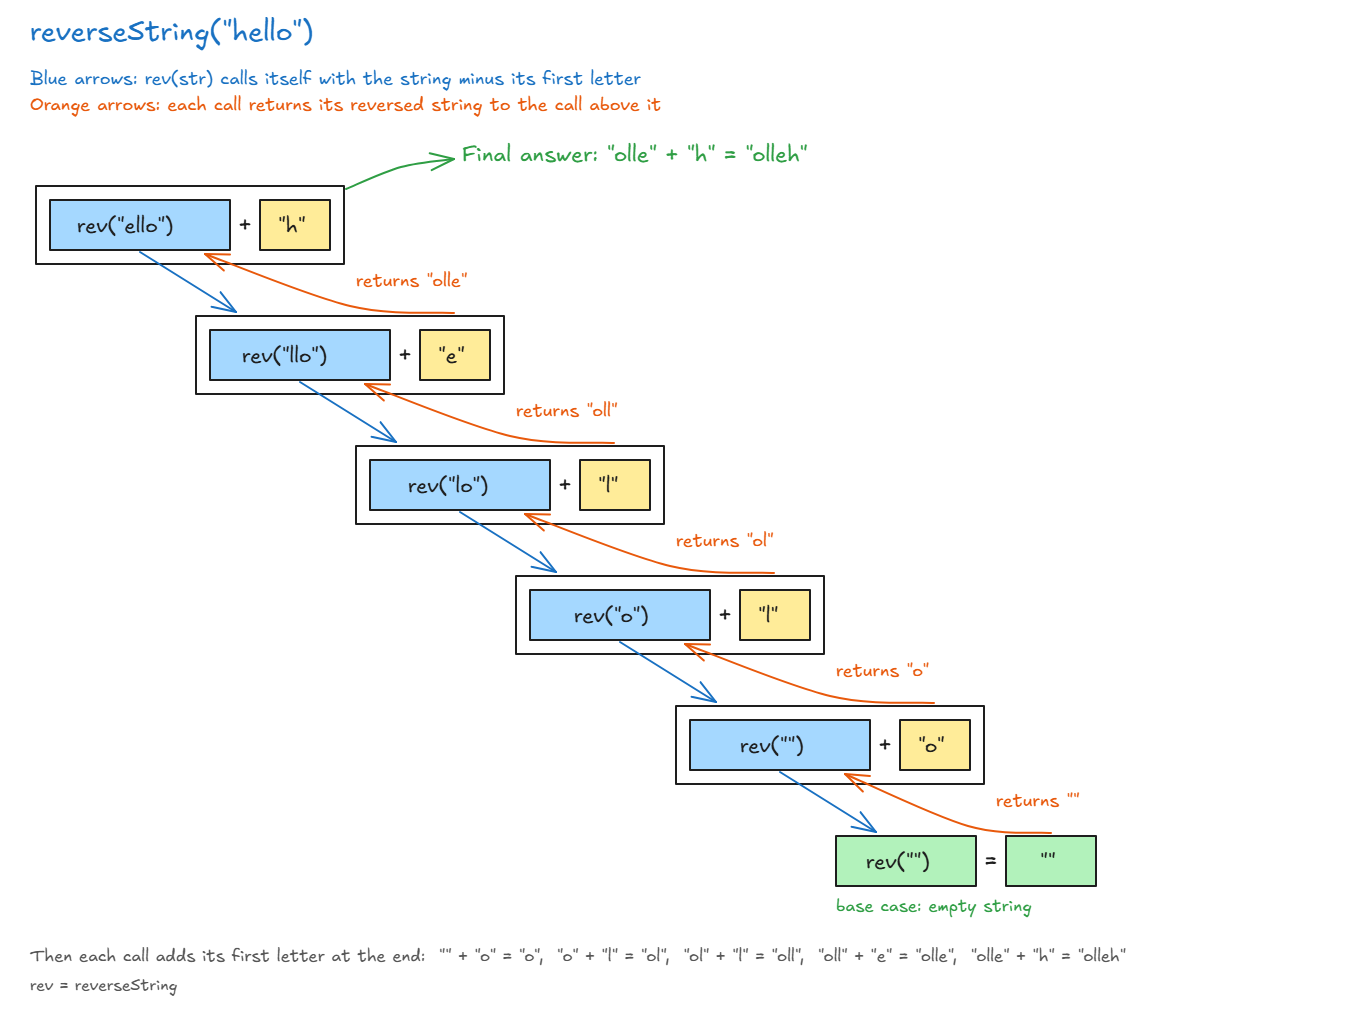 reverseString("hello")
Blue arrows: rev(str) calls itself with the string minus its first letter
Orange arrows: each call returns its reversed string to the call above it
Final answer: "olle" + "h" = "olleh"
rev("ello") + "h"
returns "olle"
rev("llo") + "e"
returns "oll"
rev("lo") + "l"
returns "ol"
rev("o") + "l"
returns "o"
rev("") + "o"
returns ""
rev("") = ""
base case: empty string
Then each call adds its first letter at the end: "" + "o" = "o", "o" + "l" = "ol", "ol" + "l" = "oll", "oll" + "e" = "olle", "olle" + "h" = "olleh"
rev = reverseString